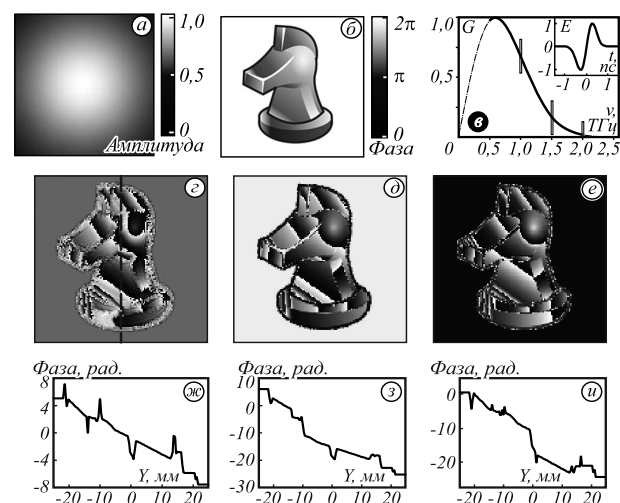 а
1,0
0,5
0
Амплитуда
б
2π
π
0
Фаза
G
1,0
0,5
в
E
1
0
-1
t,
пс
-1 0 1
ν,
ТГц
0 0,5 1,0 1,5 2,0 2,5
г
д
е
Фаза, рад.
8
4
0
-4
-8
ж
Y, мм
-20 -10 0 10 20
Фаза, рад.
10
0
-10
-20
-30
з
Y, мм
-20 -10 0 10 20
Фаза, рад.
0
-10
-20
и
Y, мм
-20 -10 0 10 20